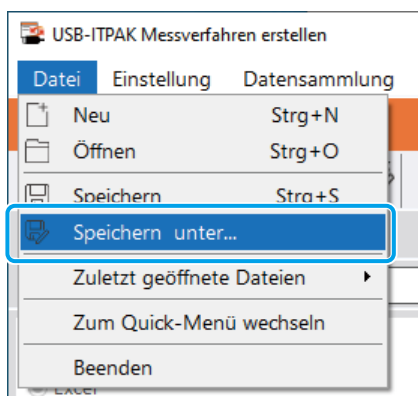 USB-ITPAK Messverfahren erstellen
Datei Einstellung Datensammlung
Neu Strg+N
Öffnen Strg+O
Speichern Strg+S
Speichern unter...
Zuletzt geöffnete Dateien
Zum Quick-Menü wechseln
Beenden
Excel